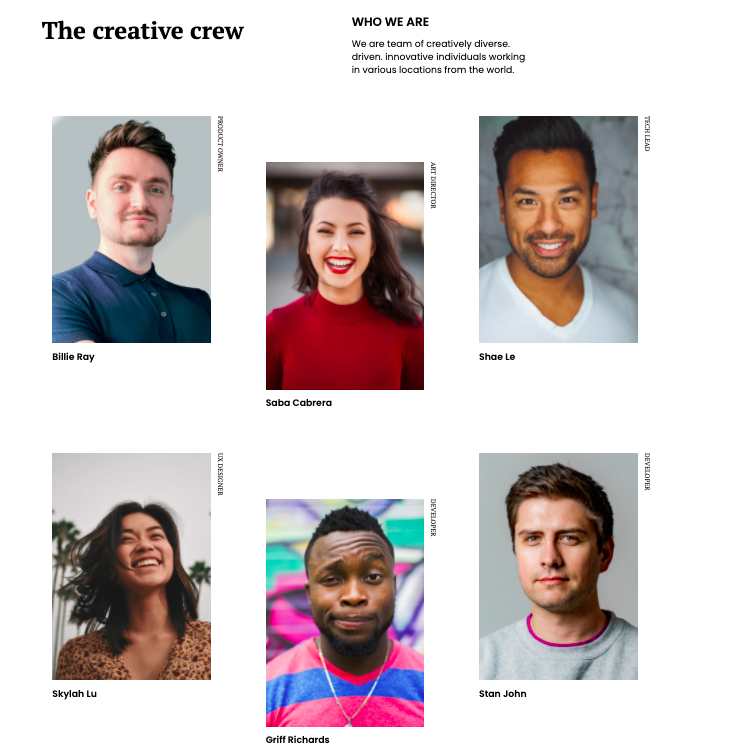 The creative crew
WHO WE ARE
We are team of creatively diverse.
driven. innovative individuals working
in various locations from the world.
PRODUCT OWNER
Billie Ray
ART DIRECTOR
Saba Cabrera
TECH LEAD
Shae Le
UX DESIGNER
Skylah Lu
DEVELOPER
Griff Richards
DEVELOPER
Stan John